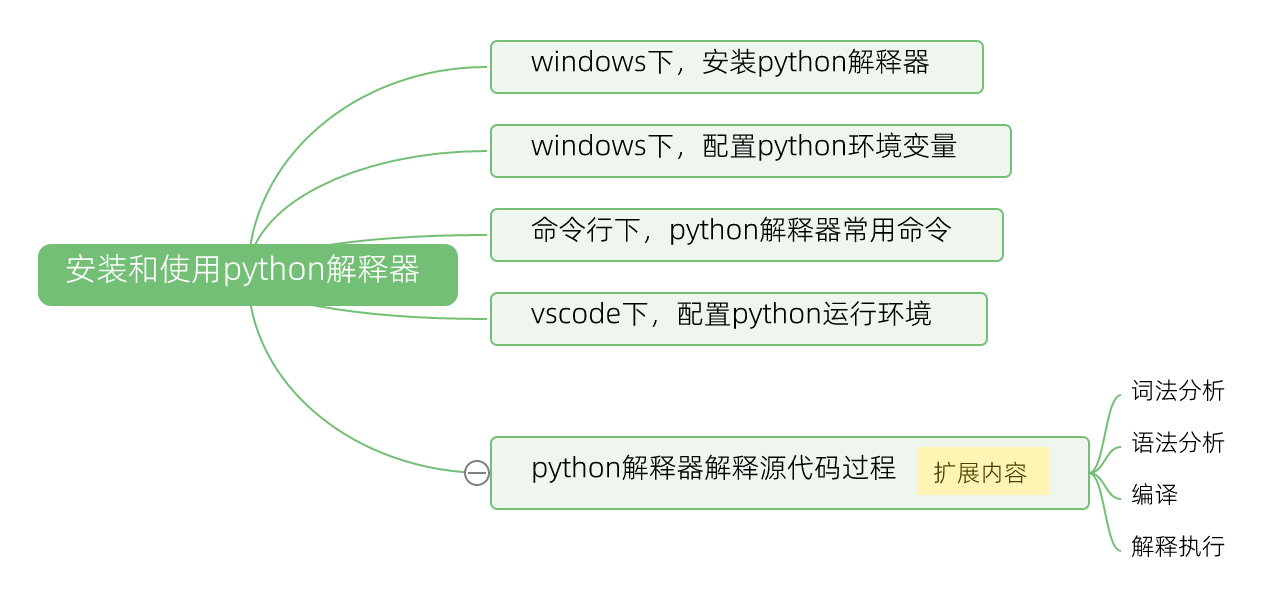 windows下，安装python解释器
windows下，配置python环境变量
命令行下，python解释器常用命令
安装和使用python解释器
vscode下，配置python运行环境
python解释器解释源代码过程 扩展内容
词法分析
语法分析
编译
解释执行